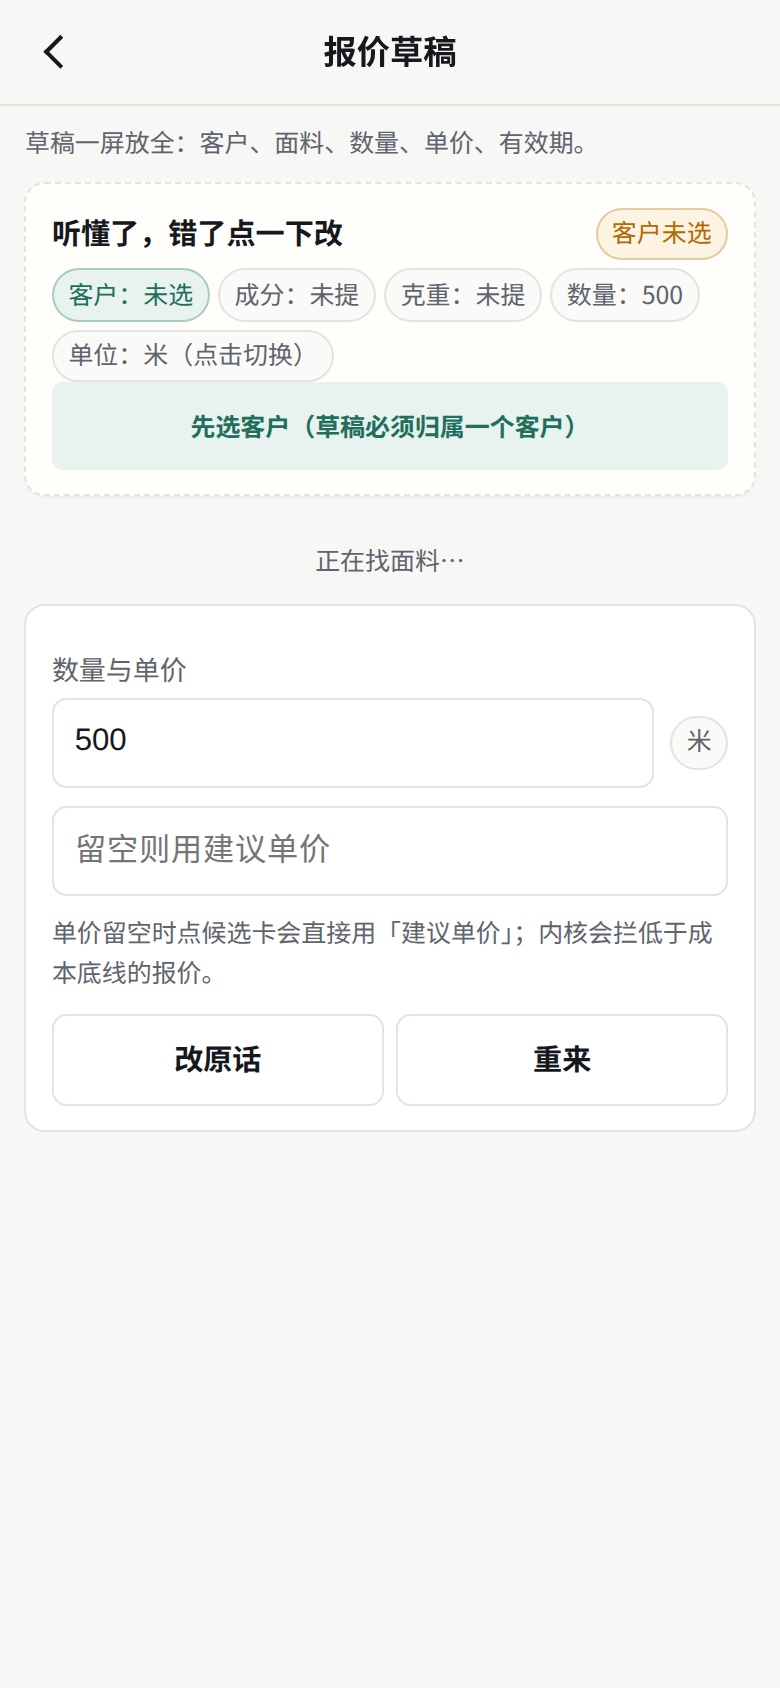 报价草稿
草稿一屏放全：客户、面料、数量、单价、有效期。
听懂了，错了点一下改
客户未选
客户：未选
成分：未提
克重：未提
数量：500
单位：米（点击切换）
先选客户（草稿必须归属一个客户）
正在找面料…
数量与单价
500
米
留空则用建议单价
单价留空时点候选卡会直接用「建议单价」；内核会拦低于成
本底线的报价。
改原话
重来